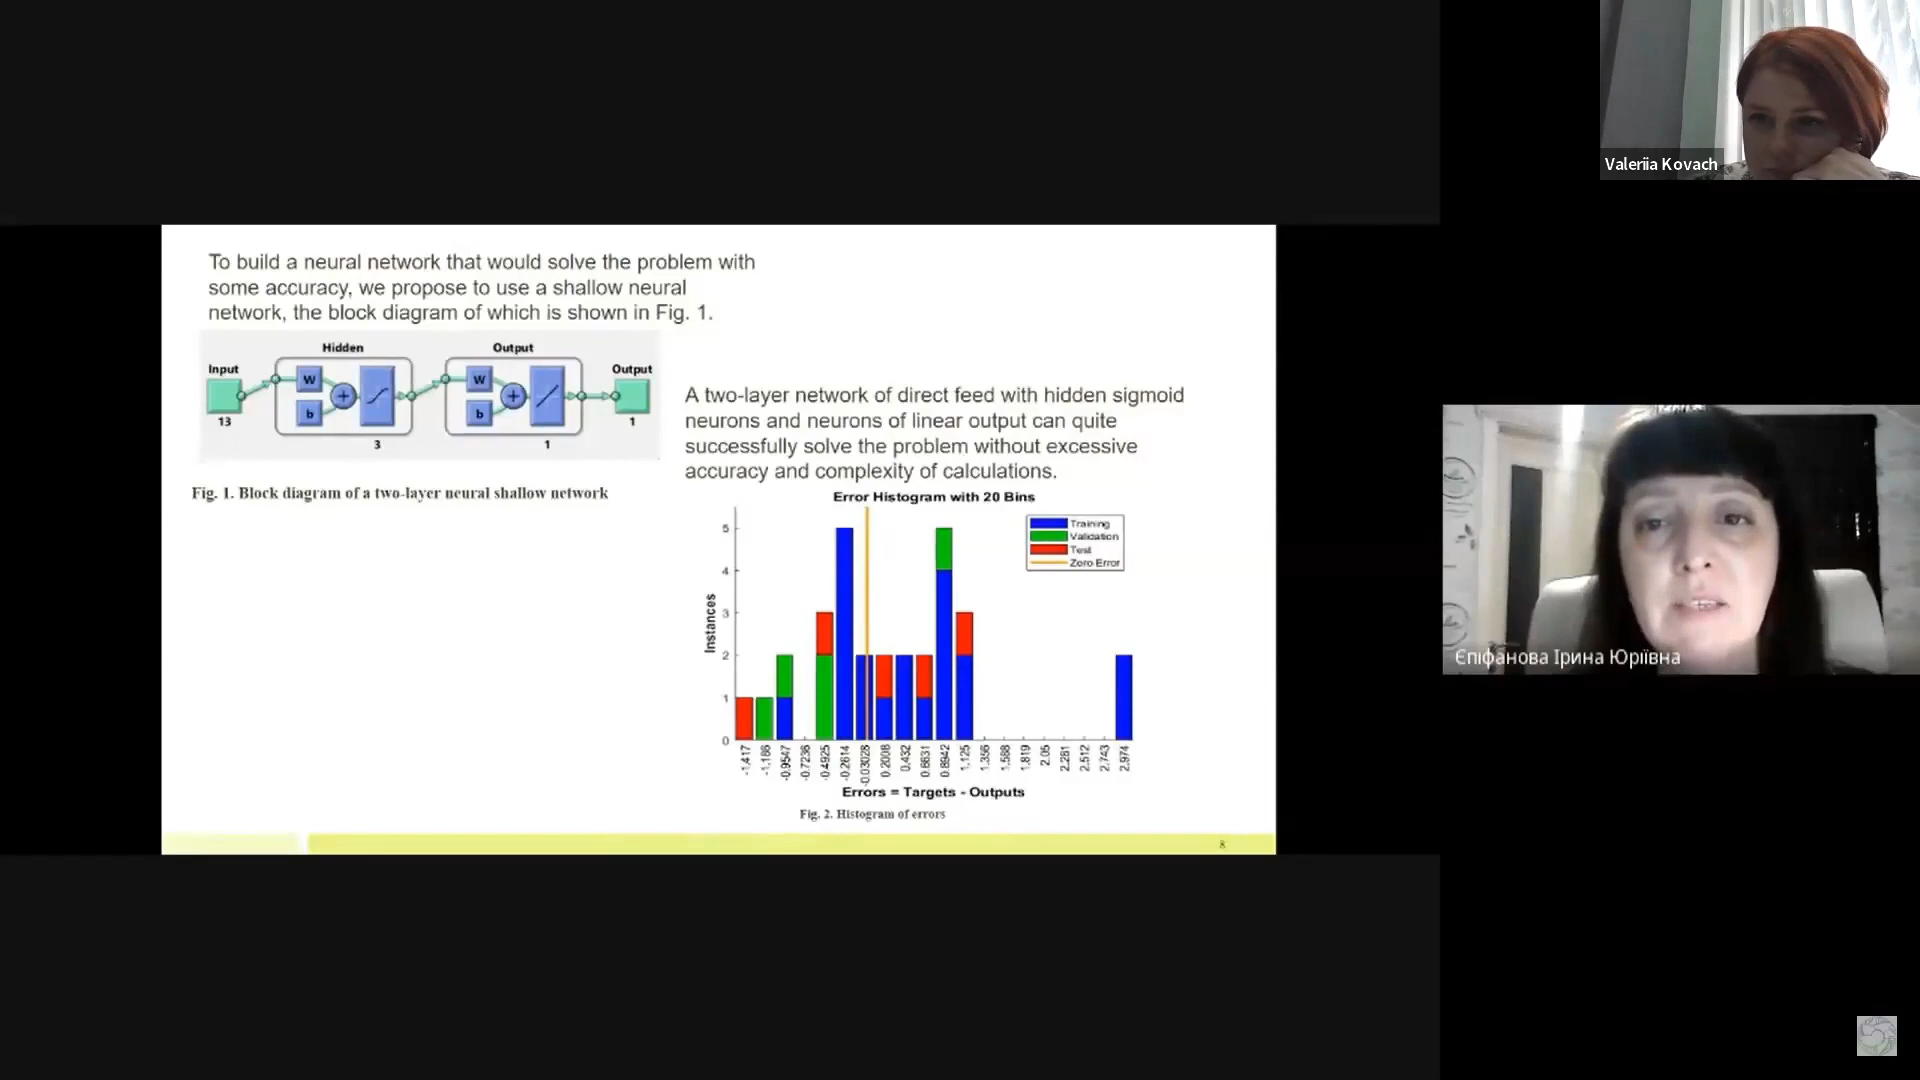 Valeriia Kovach
To build a neural network that would solve the problem with
some accuracy, we propose to use a shallow neural
network, the block diagram of which is shown in Fig. 1.
Hidden
Output
Input
Output
W
b
W
b
13
3
1
1
Fig. 1. Block diagram of a two-layer neural shallow network
A two-layer network of direct feed with hidden sigmoid
neurons and neurons of linear output can quite
successfully solve the problem without excessive
accuracy and complexity of calculations.
Error Histogram with 20 Bins
Training
Validation
Test
Zero Error
Instances
5
4
3
2
1
0
-1.417
-1.186
-0.9547
-0.7236
-0.4925
-0.2614
-0.03028
0.2008
0.432
0.6631
0.8942
1.125
1.356
1.588
1.819
2.05
2.281
2.512
2.743
2.974
Errors = Targets - Outputs
Fig. 2. Histogram of errors
8
Єпіфанова Ірина Юріївна